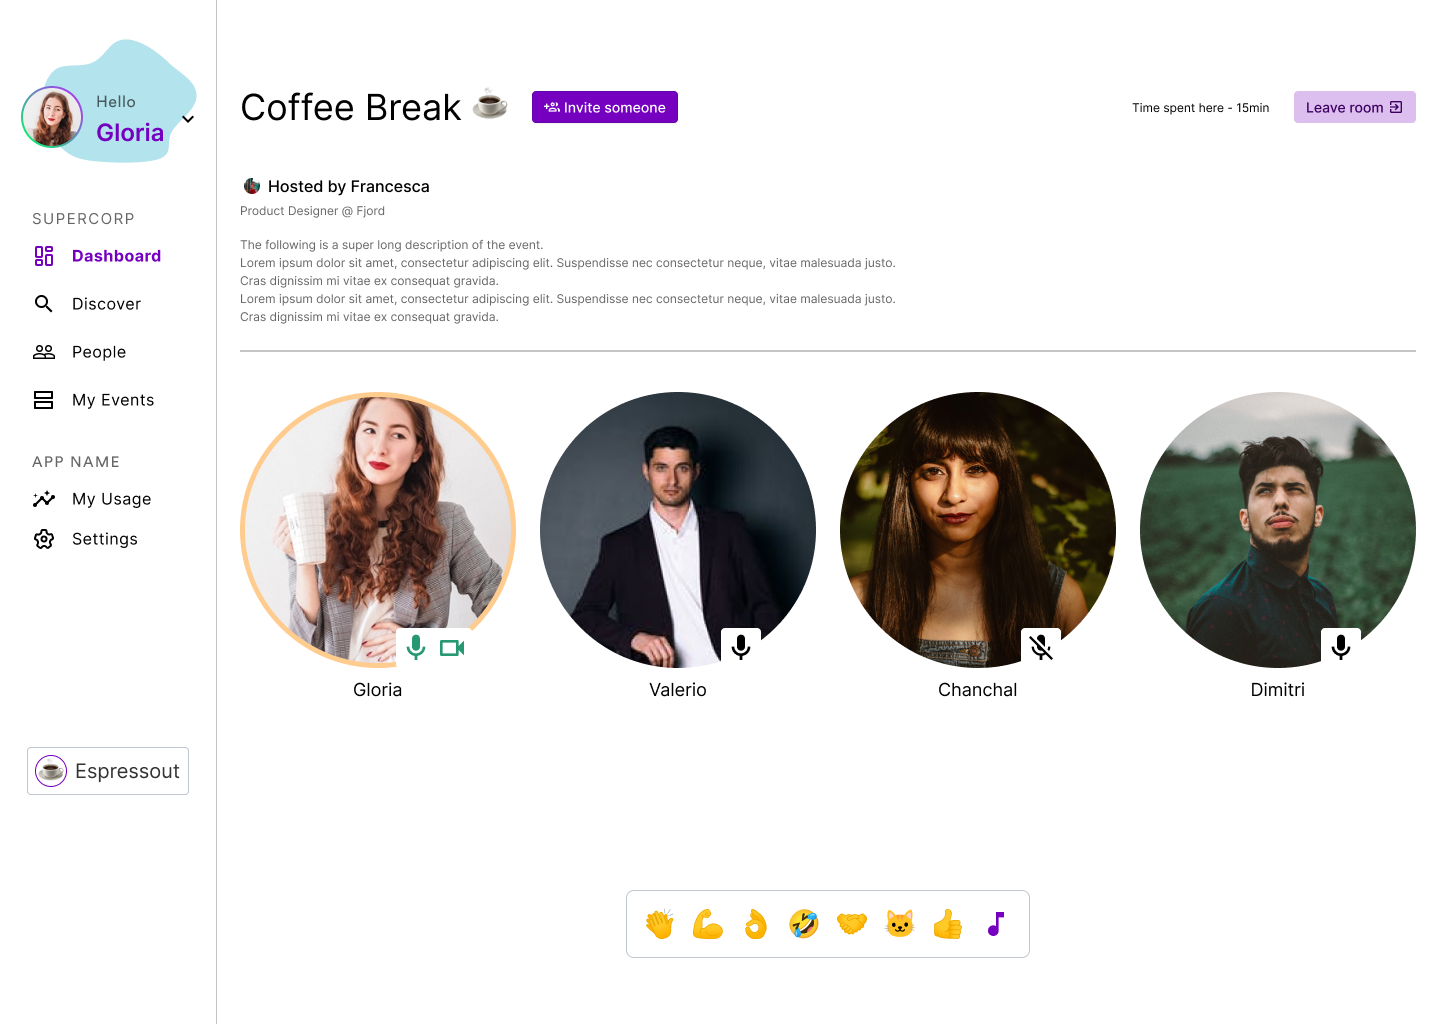 Hello
Gloria
SUPERCORP
Dashboard
Discover
People
My Events
APP NAME
My Usage
Settings
Espressout
Coffee Break
Invite someone
Time spent here - 15min
Leave room
Hosted by Francesca
Product Designer @ Fjord
The following is a super long description of the event.
Lorem ipsum dolor sit amet, consectetur adipiscing elit. Suspendisse nec consectetur neque, vitae malesuada justo.
Cras dignissim mi vitae ex consequat gravida.
Lorem ipsum dolor sit amet, consectetur adipiscing elit. Suspendisse nec consectetur neque, vitae malesuada justo.
Cras dignissim mi vitae ex consequat gravida.
Gloria
Valerio
Chanchal
Dimitri